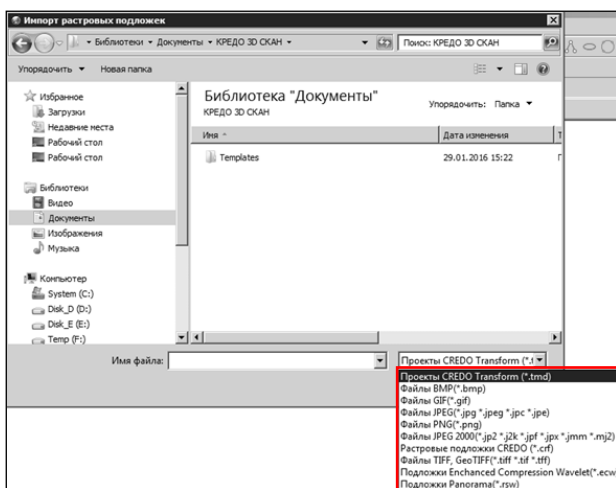 Импорт растровых подложек
Библиотеки Документы КРЕДО 3D СКАН
Поиск: КРЕДО 3D СКАН
Упорядочить Новая папка
Избранное
Загрузки
Недавние места
Рабочий стол
Рабочий стол
Библиотеки
Видео
Документы
Изображения
Музыка
Компьютер
System (C:)
Disk_D (D:)
Disk_E (E:)
Temp (F:)
Библиотека "Документы"
КРЕДО 3D СКАН
Упорядочить: Папка
Имя Дата изменения
Templates 29.01.2016 15:22
Имя файла:
Проекты CREDO Transform (*.t
Проекты CREDO Transform (*.tmd)
Файлы BMP(*.bmp)
Файлы GIF(*.gif)
Файлы JPEG(*.jpg *.jpeg *.jpc *.jpe)
Файлы PNG(*.png)
Файлы JPEG 2000(*.jp2 *.j2k *.jpf *.jpx *.jmm *.mj2)
Растровые подложки CREDO (*.crf)
Файлы TIFF, GeoTIFF(*.tiff *.tif *.tff)
Подложки Enchanced Compression Wavelet(*.ecw
Подложки Panorama(*.rsw)